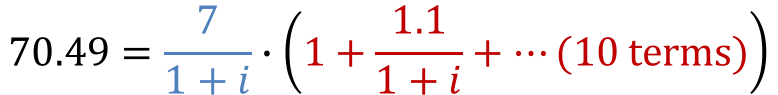 70.49 = 7/(1 + i) · (1 + 1.1/(1 + i) + ⋯ (10 terms))